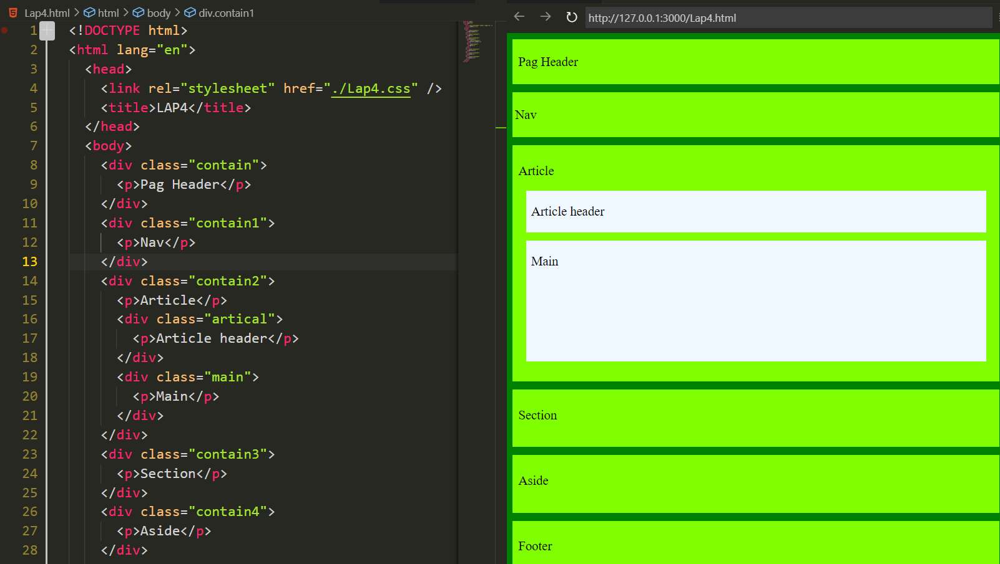 Lap4.html > html > body > div.contain1
1 <!DOCTYPE html>
2 <html lang="en">
3 <head>
4 <link rel="stylesheet" href="./Lap4.css" />
5 <title>LAP4</title>
6 </head>
7 <body>
8 <div class="contain">
9 <p>Pag Header</p>
10 </div>
11 <div class="contain1">
12 <p>Nav</p>
13 </div>
14 <div class="contain2">
15 <p>Article</p>
16 <div class="artical">
17 <p>Article header</p>
18 </div>
19 <div class="main">
20 <p>Main</p>
21 </div>
22 </div>
23 <div class="contain3">
24 <p>Section</p>
25 </div>
26 <div class="contain4">
27 <p>Aside</p>
28 </div>
http://127.0.0.1:3000/Lap4.html
Pag Header
Nav
Article
Article header
Main
Section
Aside
Footer